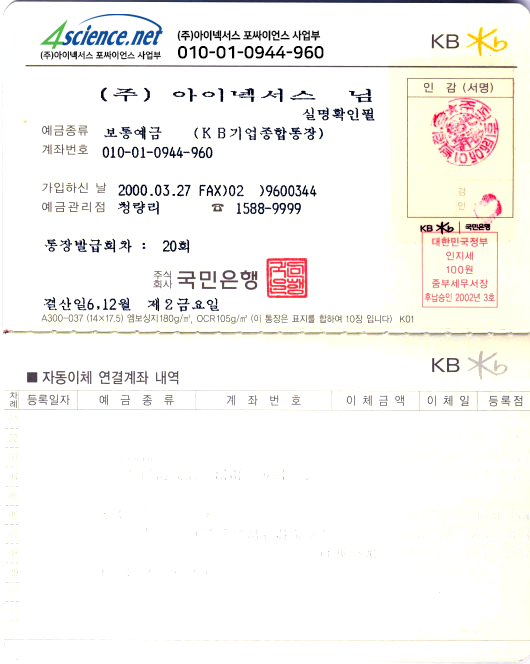 4science.net
(주)아이넥서스 포싸이언스 사업부
(주)아이넥서스 포싸이언스 사업부
010-01-0944-960
KB
(주) 아이넥서스 님
실명확인필
예금종류 보통예금 (KB기업종합통장)
계좌번호 010-01-0944-960
가입하신 날 2000.03.27 FAX)02 )9600344
예금관리점 청량리 ☎ 1588-9999
통장발급회차 : 20회
주식회사 국민은행
결산일6,12월 제2금요일
A300-037 (14×17.5) 엠보싱지180g/㎡, OCR105g/㎡ (이 통장은 표지를 합하여 10장 입니다) K01
인 감 (서명)
검인
KB 국민은행
대한민국정부
인지세
100원
중부세무서장
후납승인 2002년 3호
KB
■ 자동이체 연결계좌 내역
차례 등록일자 예금종류 계좌번호 이체금액 이체일 등록점